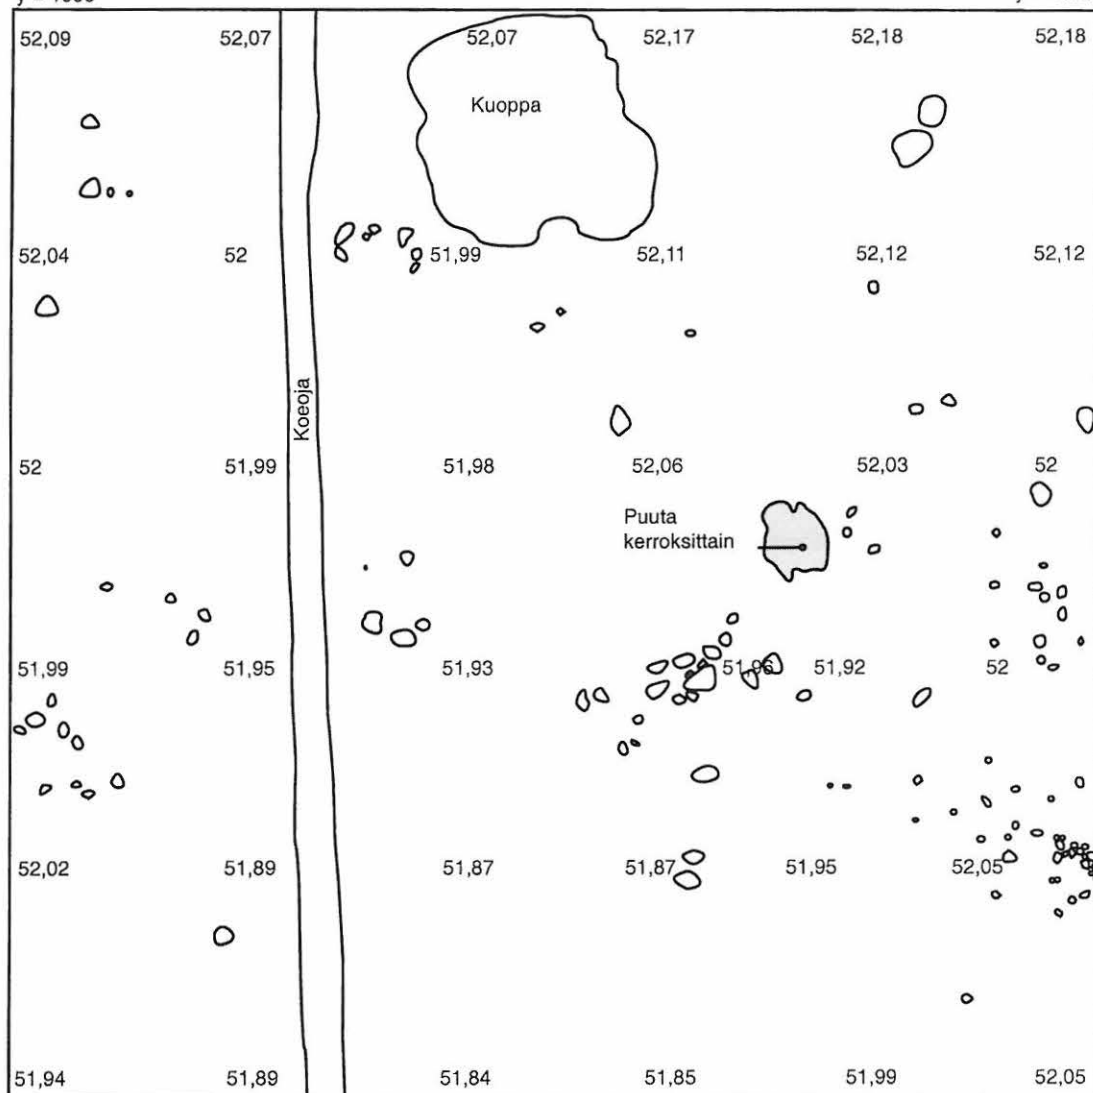 52,09 52,07 52,07 52,17 52,18 52,18
Kuoppa
52,04 52 51,99 52,11 52,12 52,12
Koeoja
52 51,99 51,98 52,06 52,03 52
Puuta
kerroksittain
51,99 51,95 51,93 51,96 51,92 52
52,02 51,89 51,87 51,87 51,95 52,05
51,94 51,89 51,84 51,85 51,99 52,05